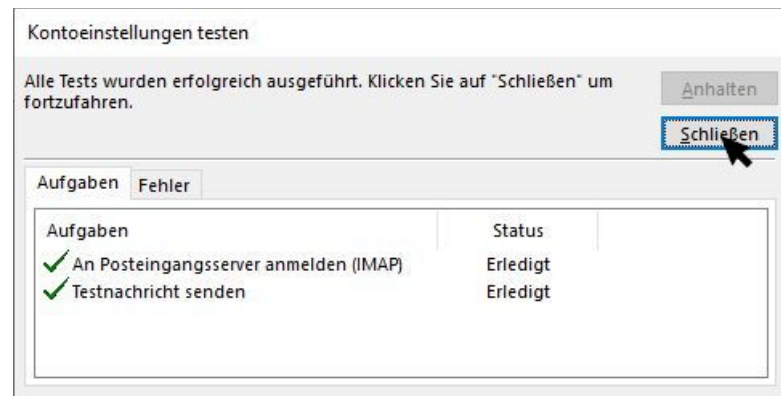 Kontoeinstellungen testen
Alle Tests wurden erfolgreich ausgeführt. Klicken Sie auf "Schließen" um
fortzufahren.
Anhalten
Schließen
Aufgaben Fehler
Aufgaben Status
An Posteingangsserver anmelden (IMAP) Erledigt
Testnachricht senden Erledigt